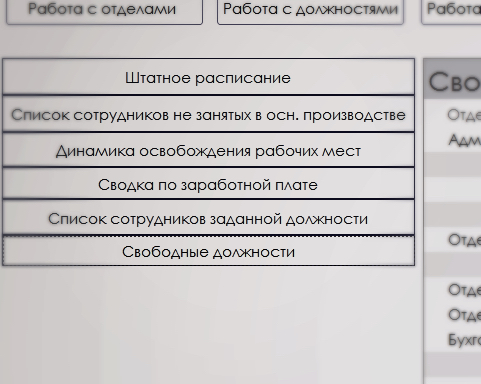 Работа с отделами
Работа с должностями
Работа
Штатное расписание
Список сотрудников не занятых в осн. производстве
Динамика освобождения рабочих мест
Сводка по заработной плате
Список сотрудников заданной должности
Свободные должности
Сво
Отде
Адм
Отде
Отде
Отде
Бухга